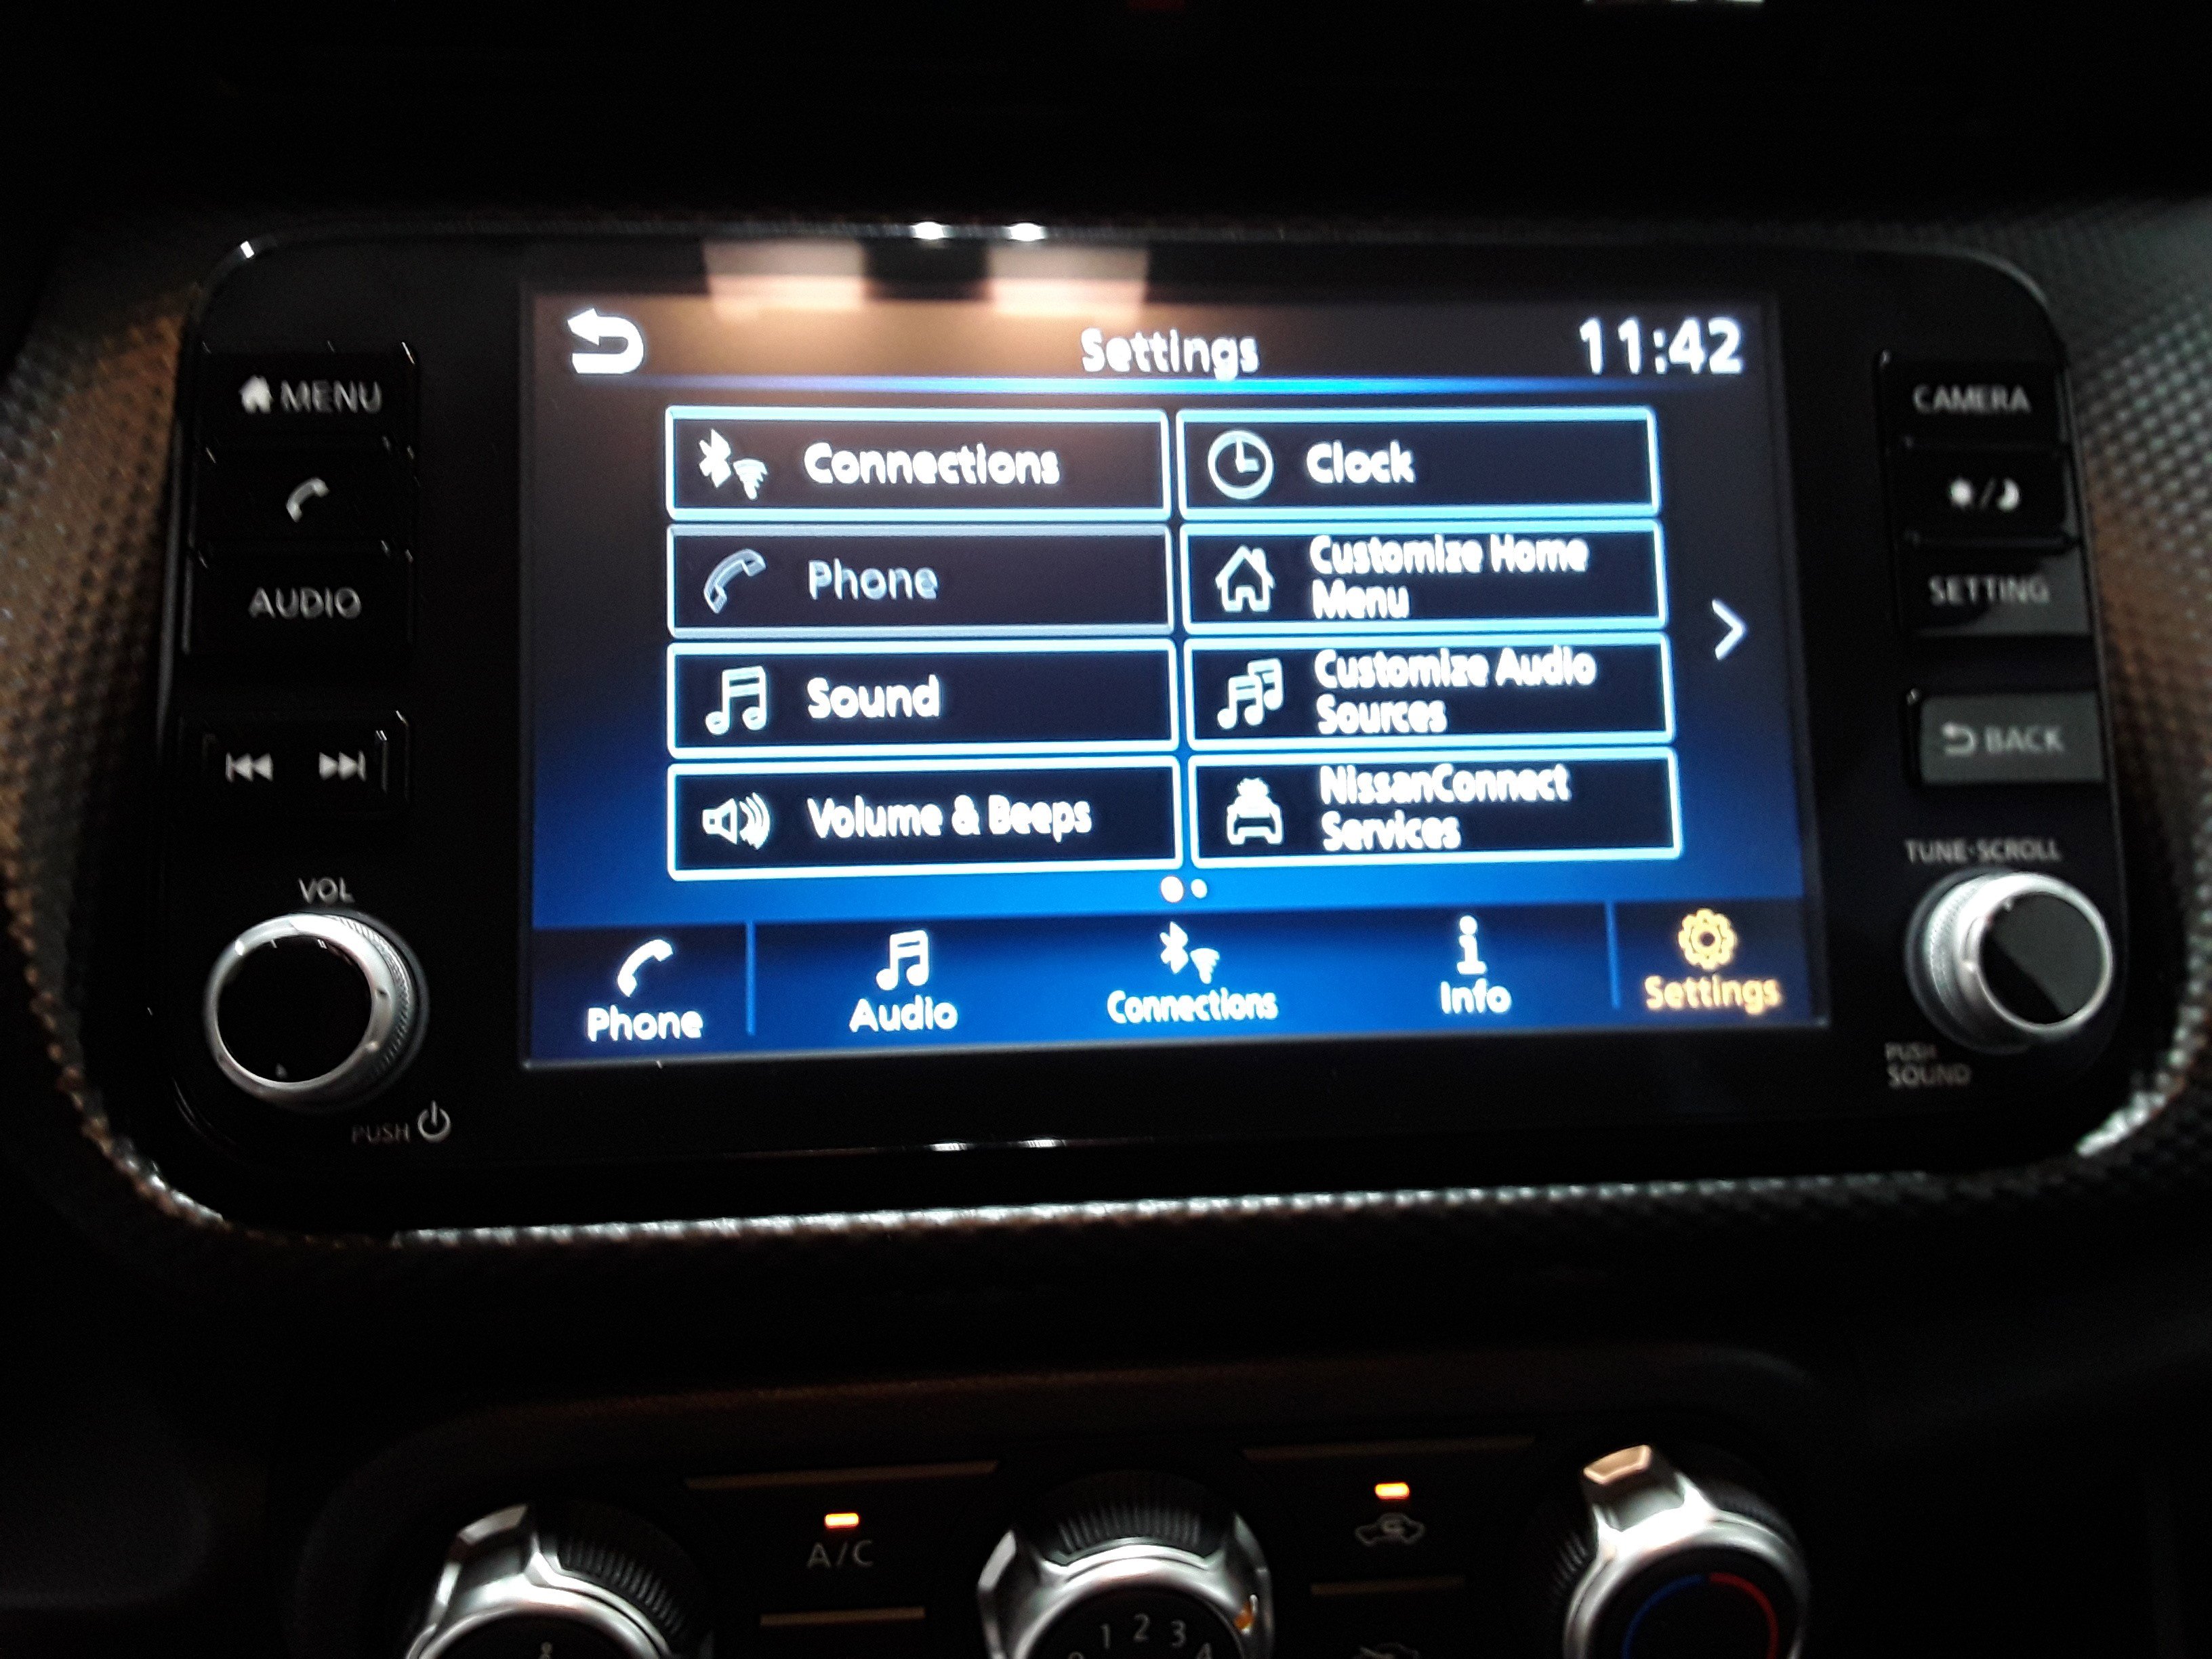 Settings
11:42
MENU
AUDIO
VOL
PUSH
Connections
Clock
Phone
Customize Home
Menu
Sound
Customize Audio
Sources
Volume & Beeps
NissanConnect
Services
Phone
Audio
Connections
Info
Settings
CAMERA
SETTING
BACK
TUNE·SCROLL
PUSH
SOUND
A/C
1 2 3